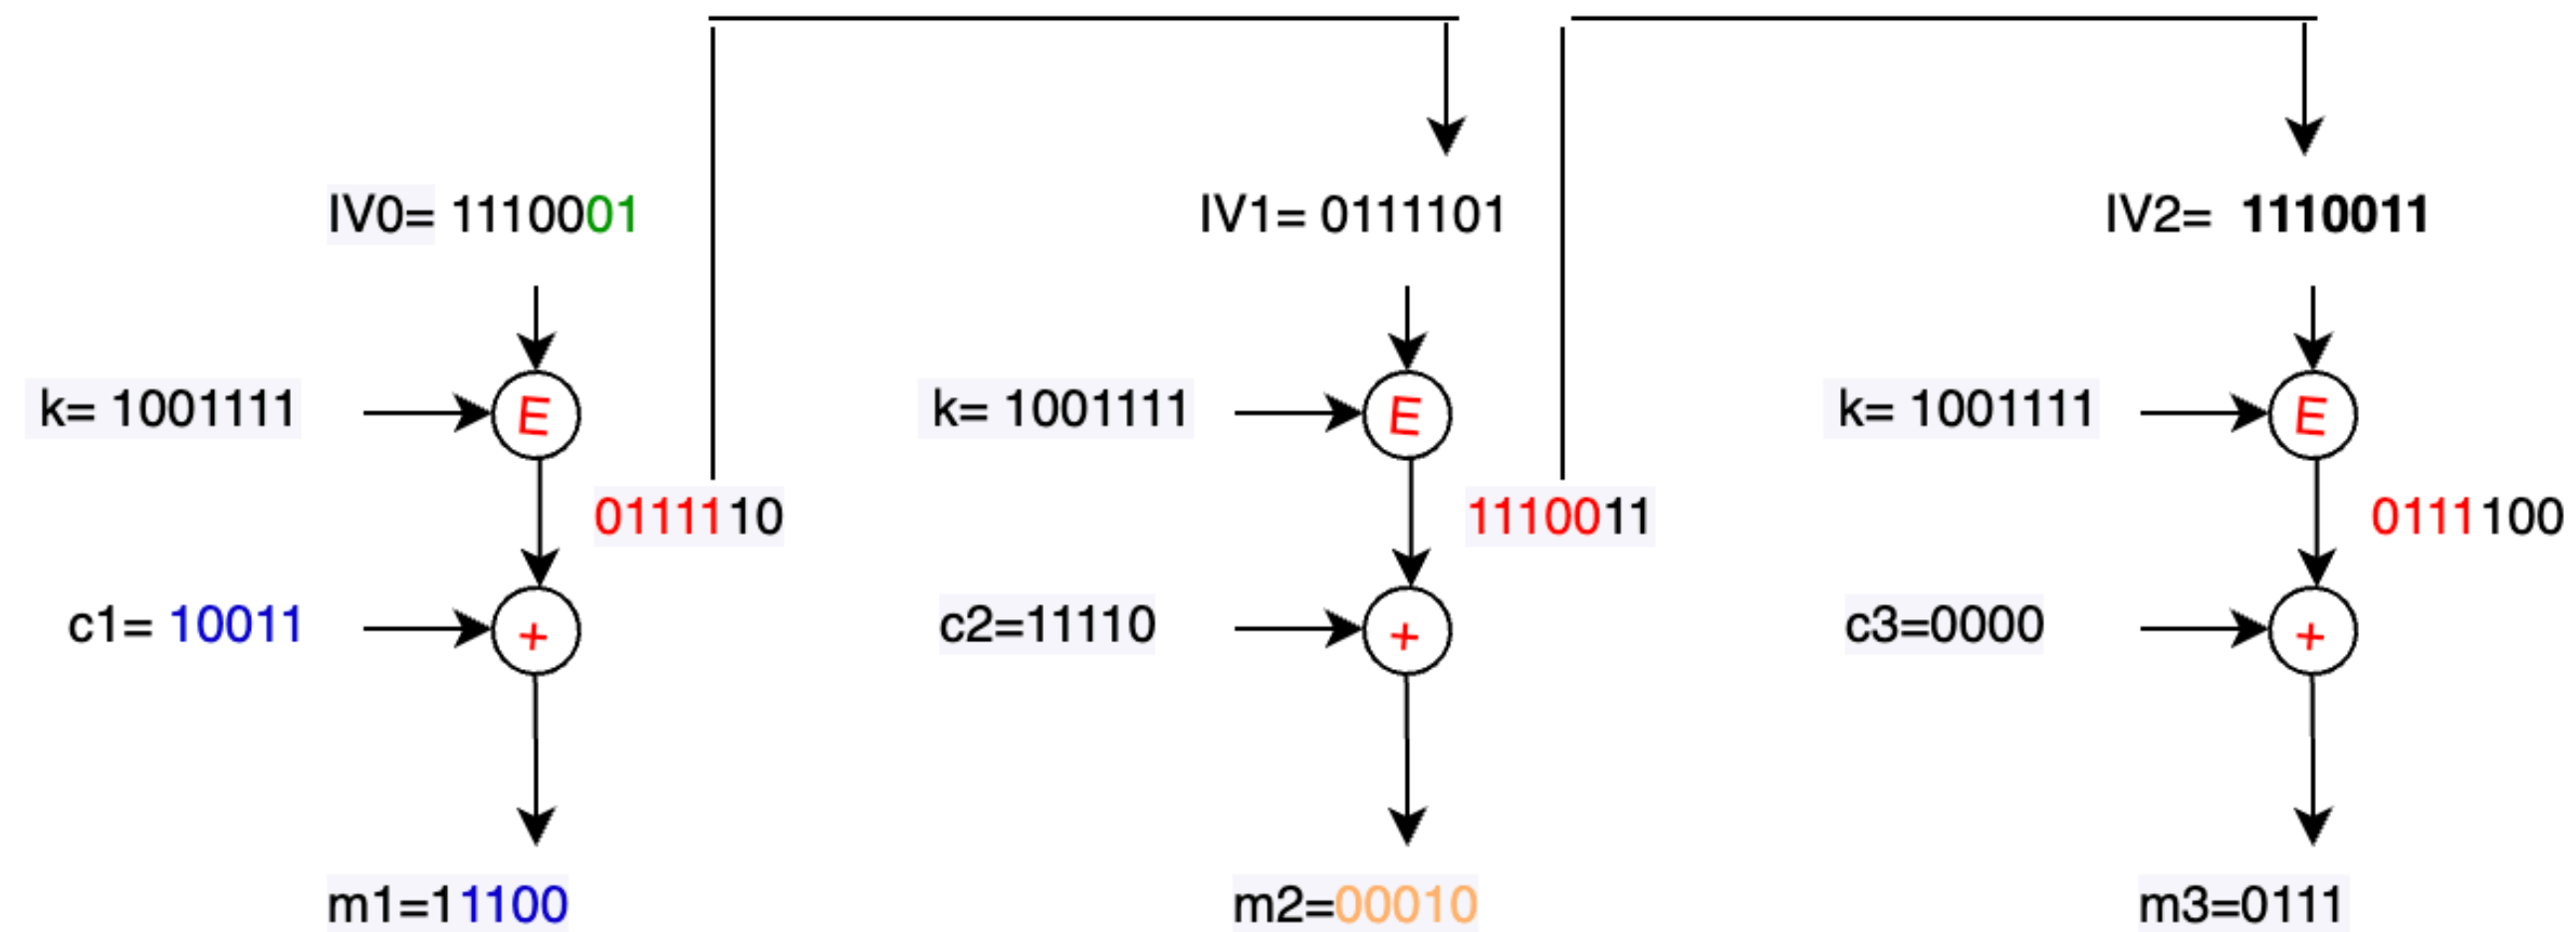 IV0= 1110001
IV1= 0111101
IV2= 1110011
k= 1001111
E
k= 1001111
E
k= 1001111
E
0111110
1110011
0111100
c1= 10011
+
c2=11110
+
c3=0000
+
m1=11100
m2=00010
m3=0111